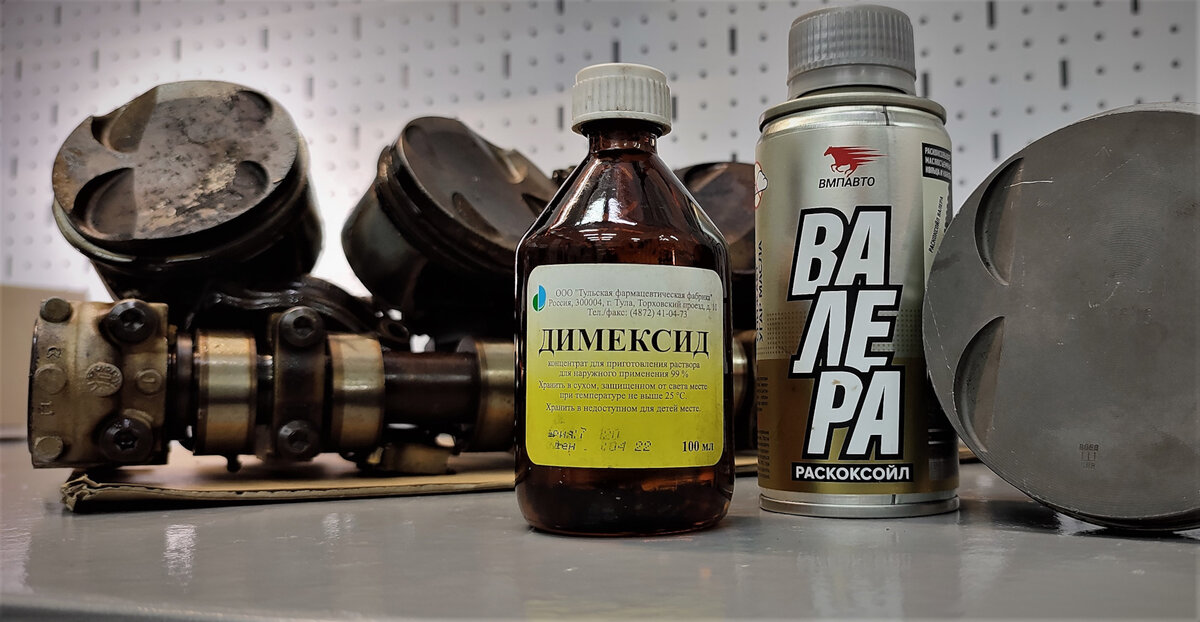 ООО "Тульская фармацевтическая фабрика"
Россия, 300004, г. Тула, Торховский проезд, д. 10
Тел./факс: (4872) 41-04-73
ДИМЕКСИД
концентрат для приготовления раствора
для наружного применения 99 %
Хранить в сухом, защищенном от света месте
при температуре не выше 25 °С.
Хранить в недоступном для детей месте.
04 22
100 мл
ВМПАВТО
ВА
ЛЕ
РА
РАСКОКСОЙЛ